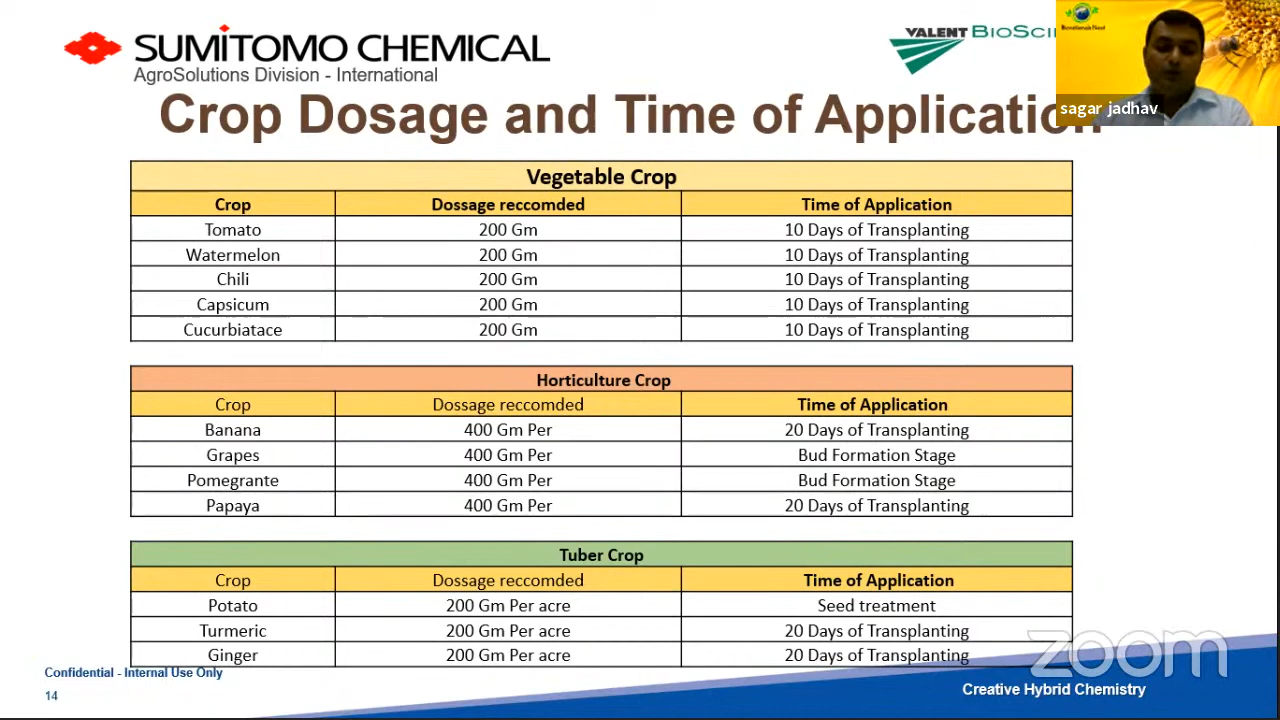 SUMITOMO CHEMICAL
AgroSolutions Division - International
VALENT BIOSCI
Biorationals Next
sagar jadhav
Crop Dosage and Time of Application
Vegetable Crop
Crop Dossage reccomded Time of Application
Tomato 200 Gm 10 Days of Transplanting
Watermelon 200 Gm 10 Days of Transplanting
Chili 200 Gm 10 Days of Transplanting
Capsicum 200 Gm 10 Days of Transplanting
Cucurbiatace 200 Gm 10 Days of Transplanting
Horticulture Crop
Crop Dossage reccomded Time of Application
Banana 400 Gm Per 20 Days of Transplanting
Grapes 400 Gm Per Bud Formation Stage
Pomegrante 400 Gm Per Bud Formation Stage
Papaya 400 Gm Per 20 Days of Transplanting
Tuber Crop
Crop Dossage reccomded Time of Application
Potato 200 Gm Per acre Seed treatment
Turmeric 200 Gm Per acre 20 Days of Transplanting
Ginger 200 Gm Per acre 20 Days of Transplanting
zoom
Confidential - Internal Use Only
14
Creative Hybrid Chemistry